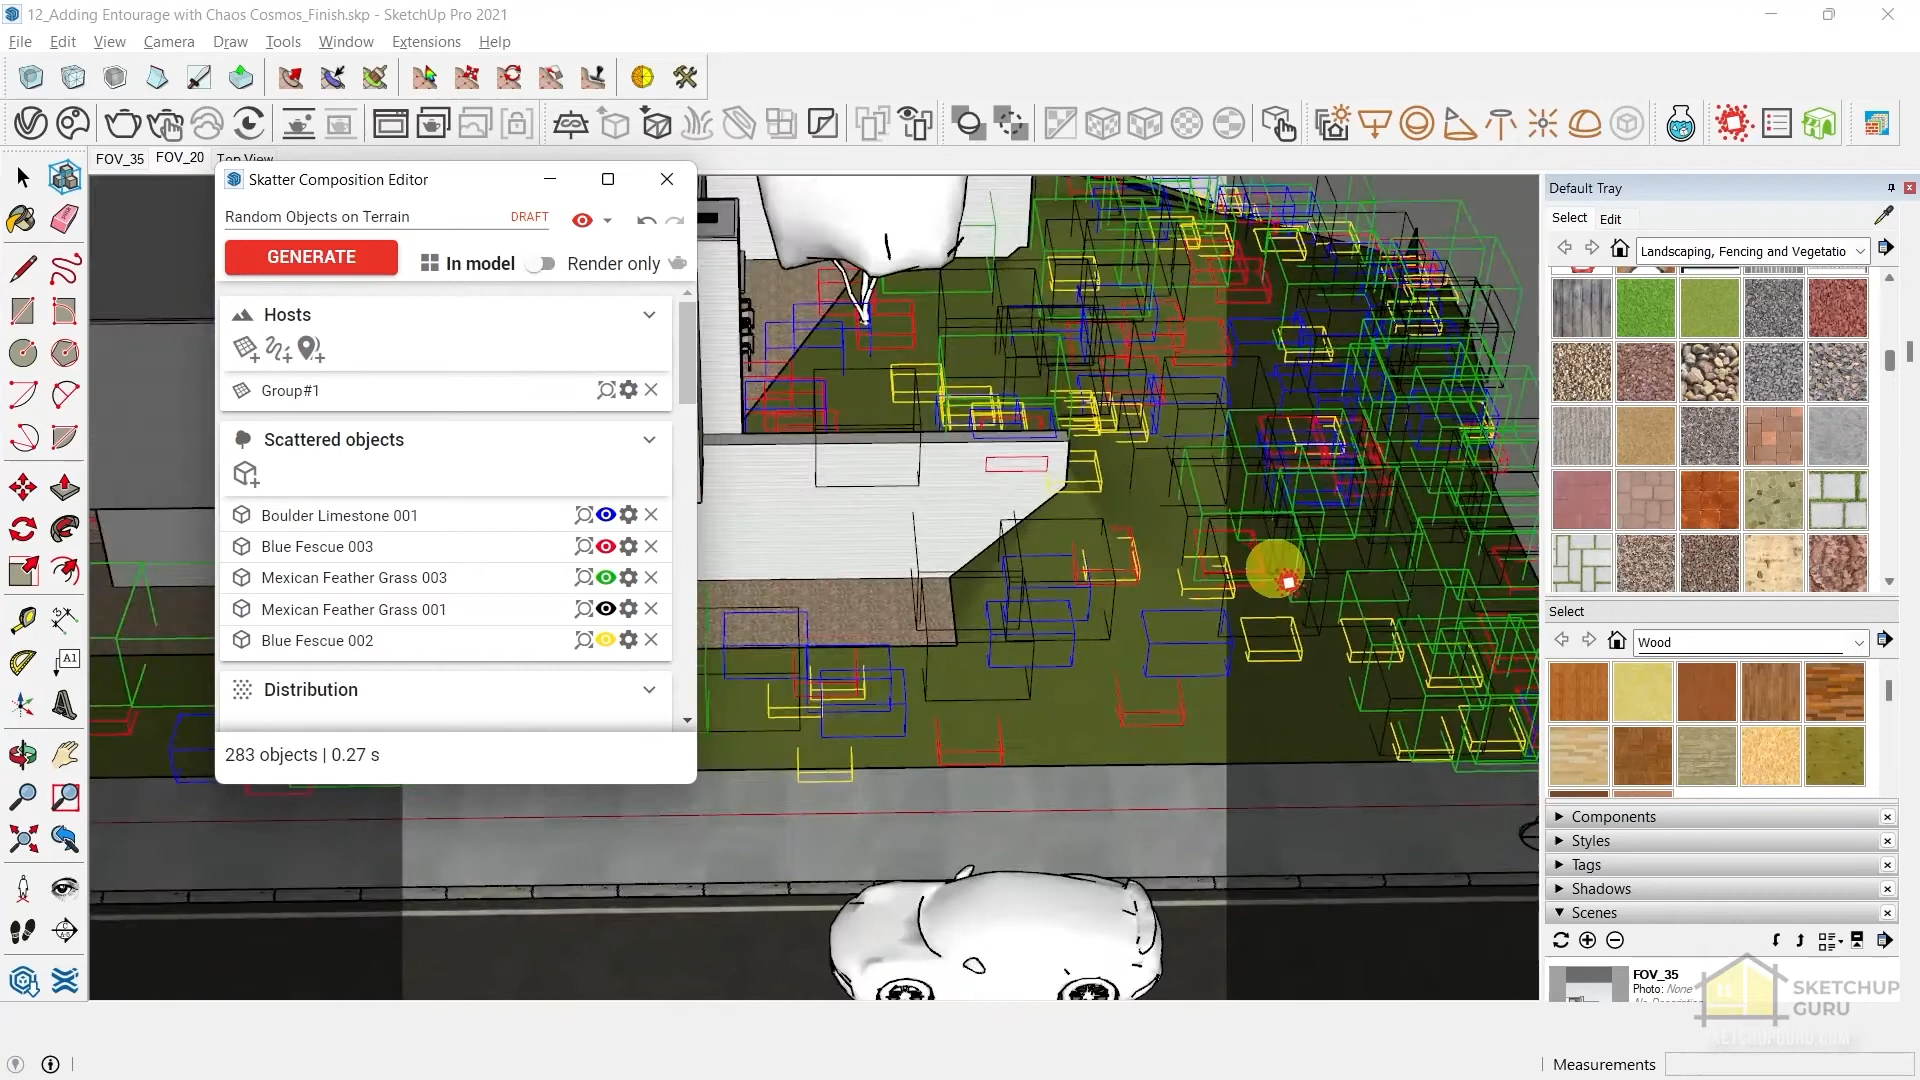 12_Adding Entourage with Chaos Cosmos_Finish.skp - SketchUp Pro 2021
File Edit View Camera Draw Tools Window Extensions Help
FOV_35 FOV_20 Top View
Skatter Composition Editor
Random Objects on Terrain DRAFT
GENERATE In model Render only
Hosts
Group#1
Scattered objects
Boulder Limestone 001
Blue Fescue 003
Mexican Feather Grass 003
Mexican Feather Grass 001
Blue Fescue 002
Distribution
283 objects | 0.27 s
A1
Default Tray
Select Edit
Landscaping, Fencing and Vegetatio
Select
Wood
Components
Styles
Tags
Shadows
Scenes
FOV_35
Photo: None
No Description
SKETCHUP
GURU
Measurements